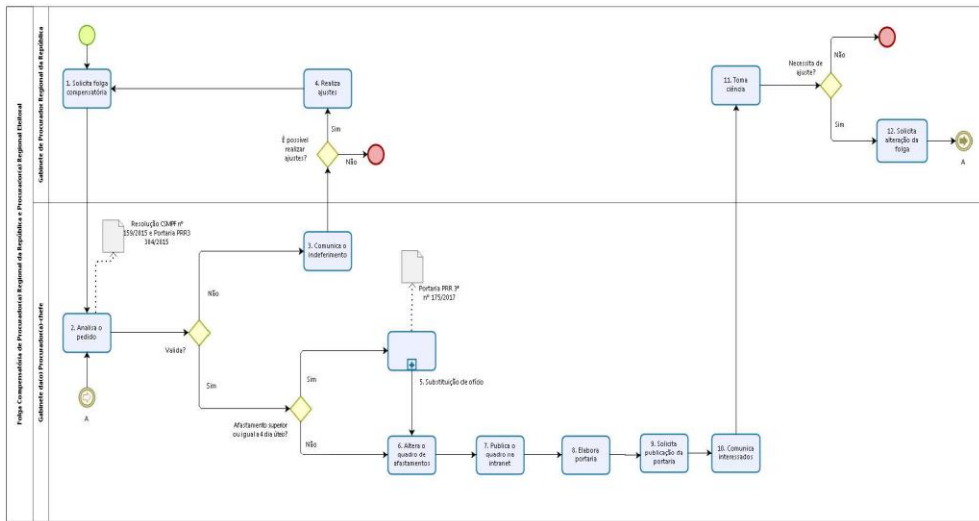 Folga Compensatória de Procurador(a) Regional da República e Procurador(a) Regional Eleitoral
Gabinete de Procurador Regional da República
1. Solicita folga
compensatória
4. Realiza
ajustes
É possível
realizar
ajustes?
Sim
Não
11. Toma
ciência
Necessita de
ajuste?
Não
Sim
12. Solicita
alteração da
folga
A
Gabinete da(o) Procurador(a)-chefe
Resolução CSMPF nº
159/2015 e Portaria PRR3
304/2015
2. Analisa o
pedido
A
Valida?
Não
Sim
3. Comunica o
indeferimento
Afastamento superior
ou igual a 4 dia úteis?
Sim
Não
Portaria PRR 3ª
nº 175/2017
5. Substituição de ofício
6. Altera o
quadro de
afastamentos
7. Publica o
quadro na
intranet
8. Elabora
portaria
9. Solicita
publicação da
portaria
10. Comunica
interessados